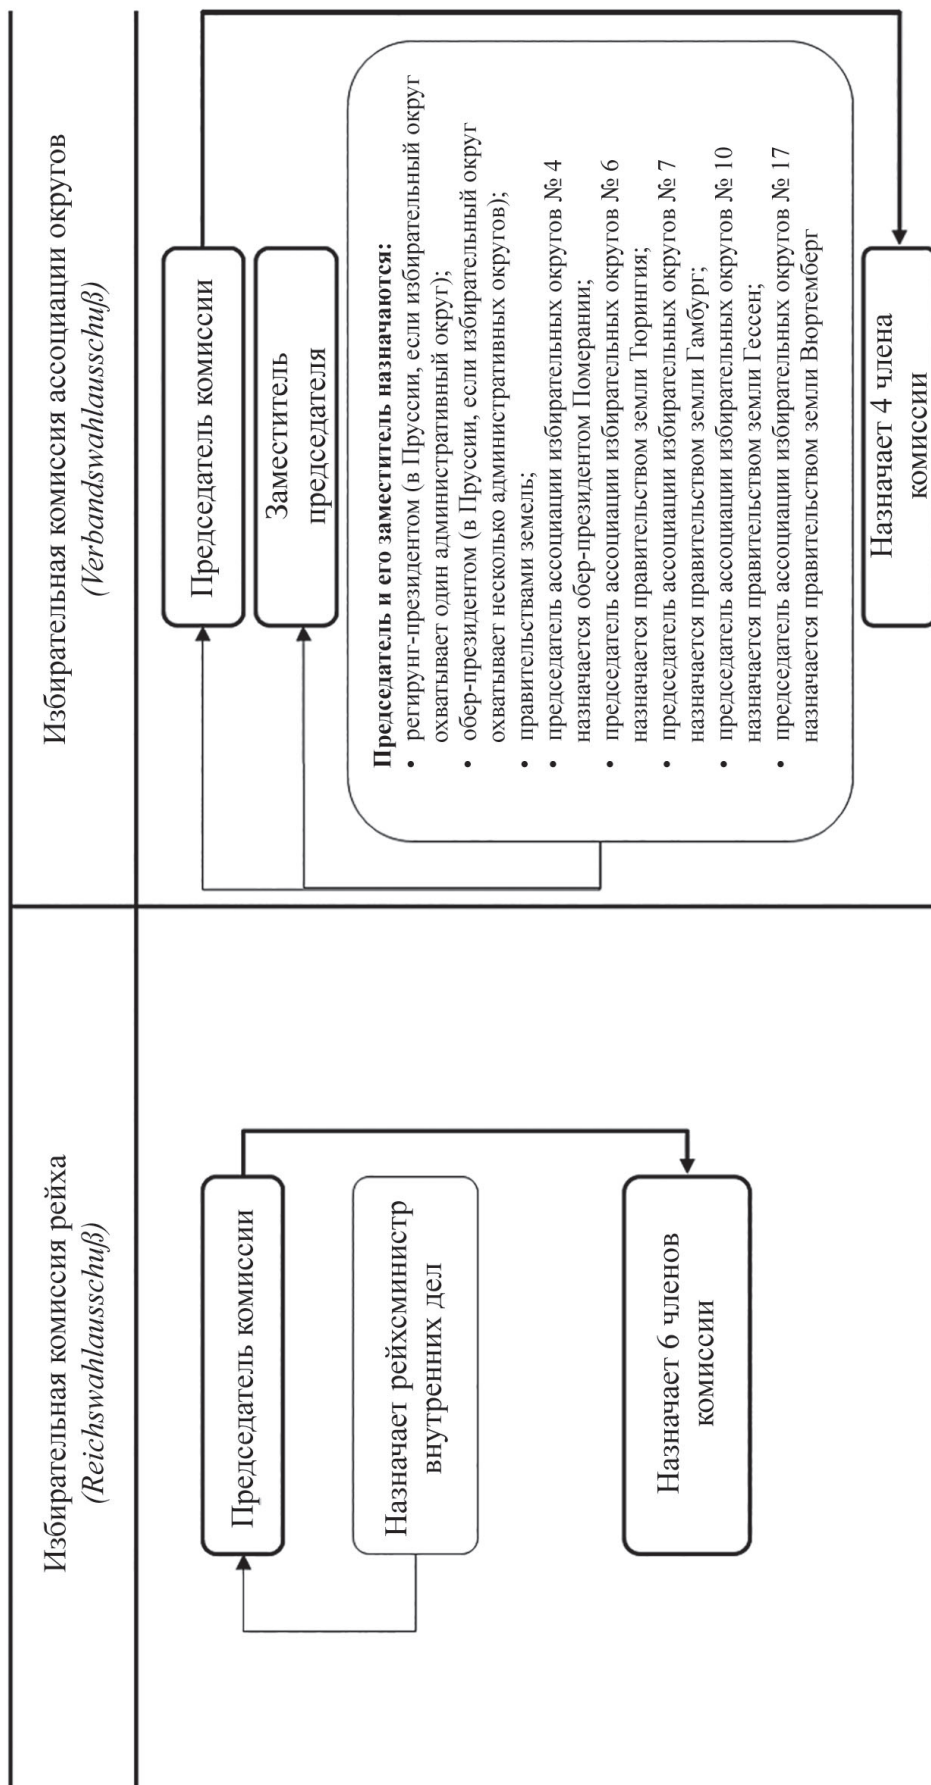 Избирательная комиссия рейха
(Reichswahlausschuß)
Председатель комиссии
Назначает рейхсминистр
внутренних дел
Назначает 6 членов
комиссии
Избирательная комиссия ассоциации округов
(Verbandswahlausschuß)
Председатель комиссии
Заместитель
председателя
Председатель и его заместитель назначаются:
• регирунг-президентом (в Пруссии, если избирательный округ
охватывает один административный округ);
• обер-президентом (в Пруссии, если избирательный округ
охватывает несколько административных округов);
• правительствами земель;
• председатель ассоциации избирательных округов № 4
назначается обер-президентом Померании;
• председатель ассоциации избирательных округов № 6
назначается правительством земли Тюрингия;
• председатель ассоциации избирательных округов № 7
назначается правительством земли Гамбург;
• председатель ассоциации избирательных округов № 10
назначается правительством земли Гессен;
• председатель ассоциации избирательных округов № 17
назначается правительством земли Вюртемберг
Назначает 4 члена
комиссии